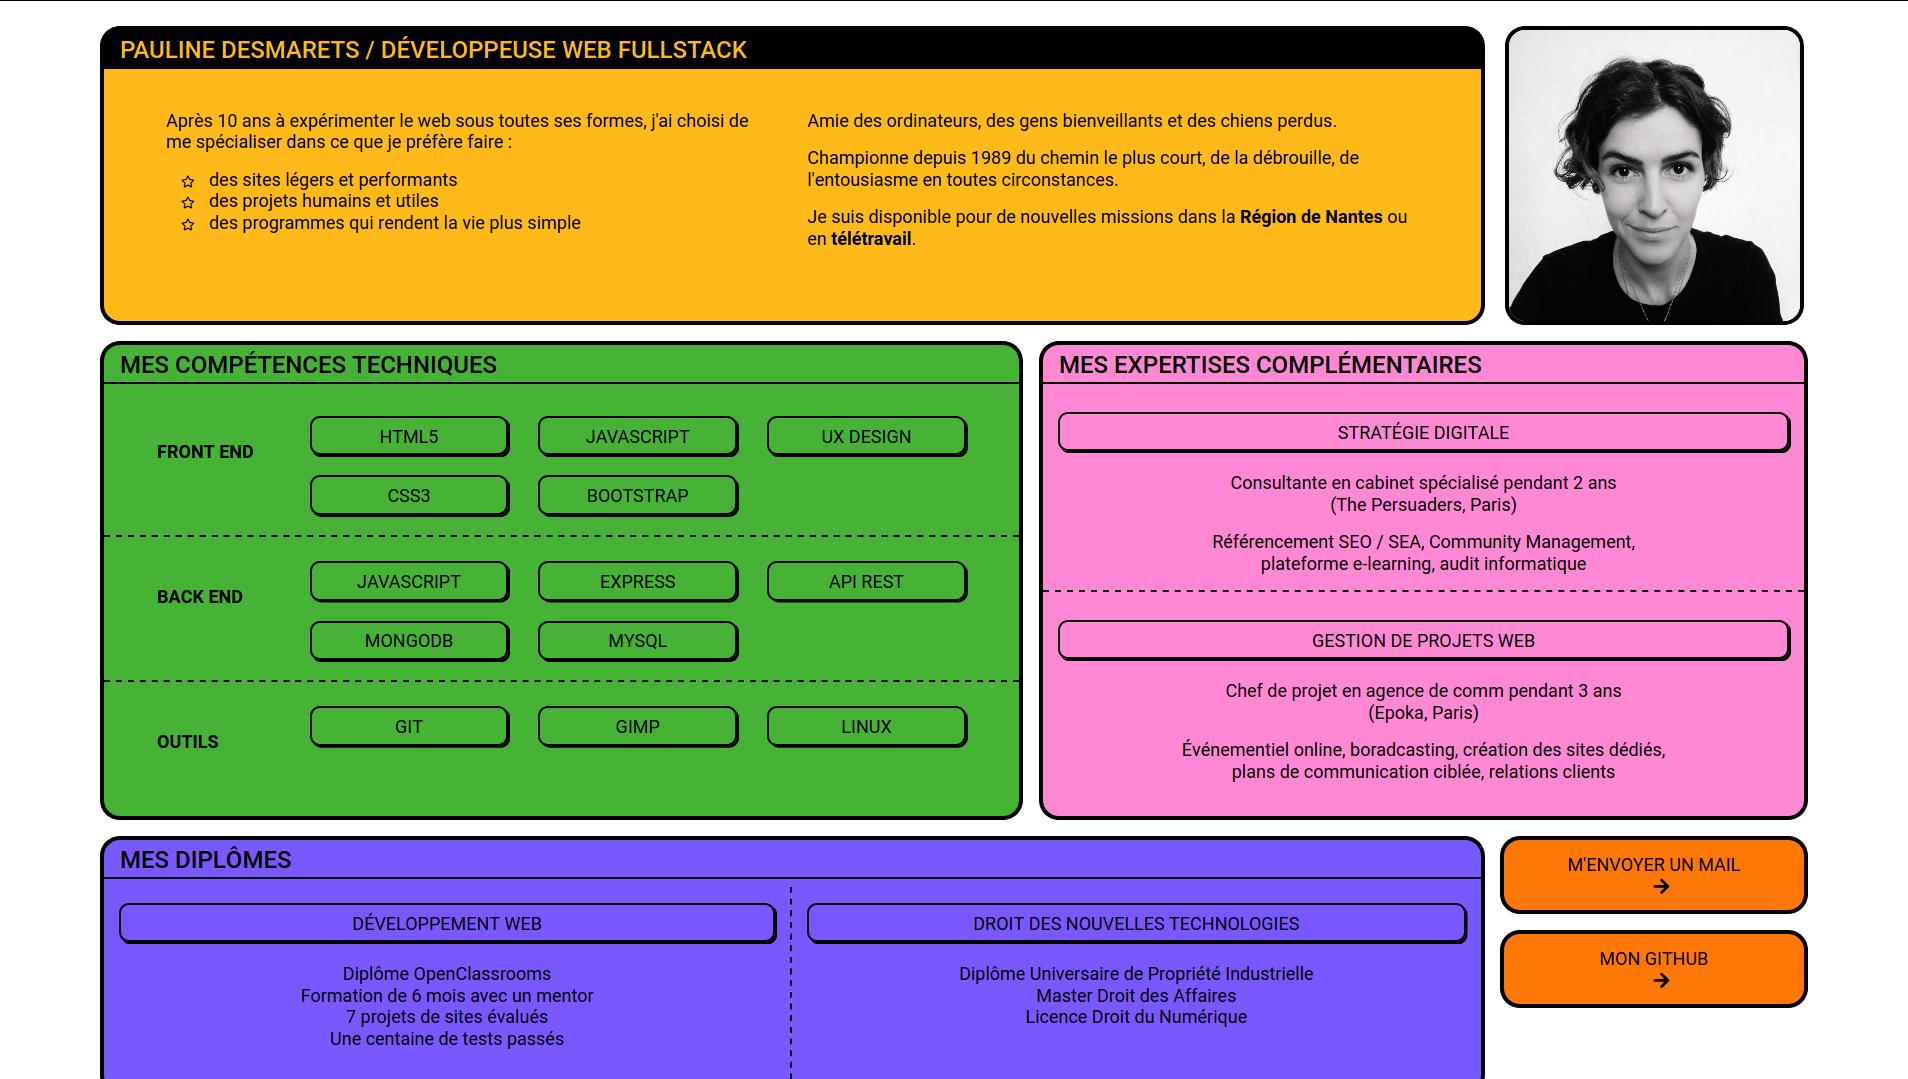 PAULINE DESMARETS / DÉVELOPPEUSE WEB FULLSTACK
Après 10 ans à expérimenter le web sous toutes ses formes, j'ai choisi de
me spécialiser dans ce que je préfère faire :
des sites légers et performants
des projets humains et utiles
des programmes qui rendent la vie plus simple
Amie des ordinateurs, des gens bienveillants et des chiens perdus.
Championne depuis 1989 du chemin le plus court, de la débrouille, de
l'entousiasme en toutes circonstances.
Je suis disponible pour de nouvelles missions dans la Région de Nantes ou
en télétravail.
MES COMPÉTENCES TECHNIQUES
FRONT END
HTML5
JAVASCRIPT
UX DESIGN
CSS3
BOOTSTRAP
BACK END
JAVASCRIPT
EXPRESS
API REST
MONGODB
MYSQL
OUTILS
GIT
GIMP
LINUX
MES EXPERTISES COMPLÉMENTAIRES
STRATÉGIE DIGITALE
Consultante en cabinet spécialisé pendant 2 ans
(The Persuaders, Paris)
Référencement SEO / SEA, Community Management,
plateforme e-learning, audit informatique
GESTION DE PROJETS WEB
Chef de projet en agence de comm pendant 3 ans
(Epoka, Paris)
Événementiel online, boradcasting, création des sites dédiés,
plans de communication ciblée, relations clients
MES DIPLÔMES
DÉVELOPPEMENT WEB
Diplôme OpenClassrooms
Formation de 6 mois avec un mentor
7 projets de sites évalués
Une centaine de tests passés
DROIT DES NOUVELLES TECHNOLOGIES
Diplôme Universaire de Propriété Industrielle
Master Droit des Affaires
Licence Droit du Numérique
M'ENVOYER UN MAIL
→
MON GITHUB
→